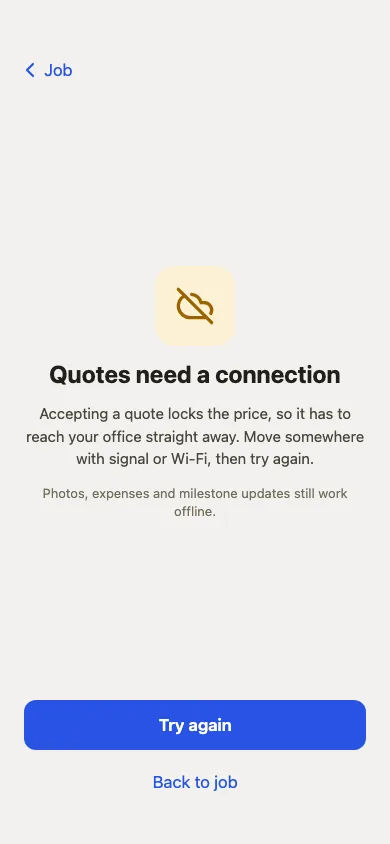 Job
Quotes need a connection
Accepting a quote locks the price, so it has to
reach your office straight away. Move somewhere
with signal or Wi-Fi, then try again.
Photos, expenses and milestone updates still work
offline.
Try again
Back to job